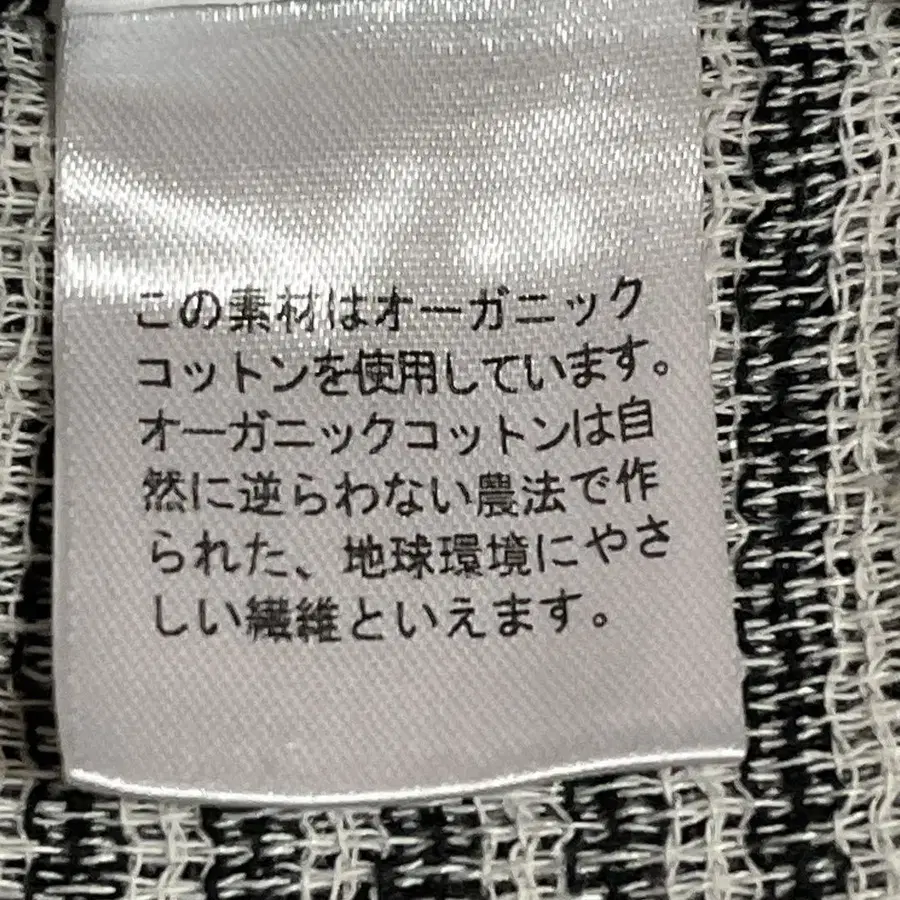 この素材はオーガニック
コットンを使用しています。
オーガニックコットンは自
然に逆らわない農法で作
られた、地球環境にやさ
しい繊維といえます。